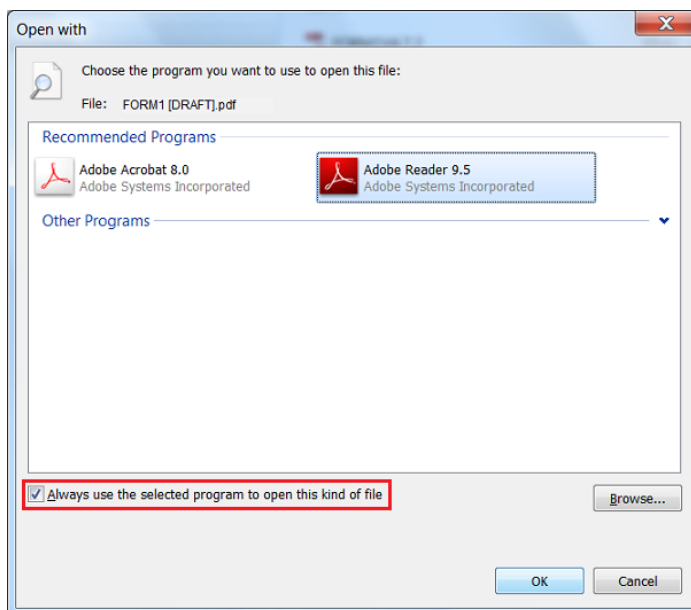 Open with
Choose the program you want to use to open this file:
File: FORM1 [DRAFT].pdf
Recommended Programs
Adobe Acrobat 8.0
Adobe Systems Incorporated
Adobe Reader 9.5
Adobe Systems Incorporated
Other Programs
Always use the selected program to open this kind of file
Browse...
OK
Cancel